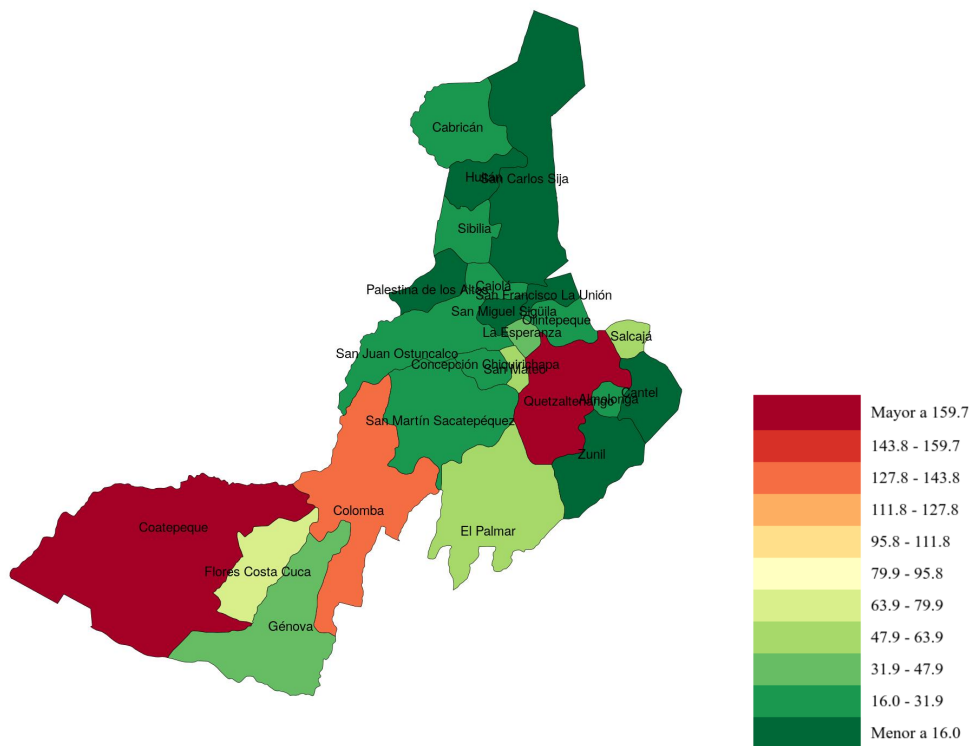 Cabricán
Huitán
San Carlos Sija
Sibilia
Cajolá
Palestina de los Altos
San Francisco La Unión
San Miguel Sigüila
Olintepeque
La Esperanza
Salcajá
San Juan Ostuncalco
Concepción Chiquirichapa
San Mateo
Quetzaltenango
Almolonga
Cantel
San Martín Sacatepéquez
Zunil
Colomba
Coatepeque
El Palmar
Flores Costa Cuca
Génova
Mayor a 159.7
143.8 - 159.7
127.8 - 143.8
111.8 - 127.8
95.8 - 111.8
79.9 - 95.8
63.9 - 79.9
47.9 - 63.9
31.9 - 47.9
16.0 - 31.9
Menor a 16.0